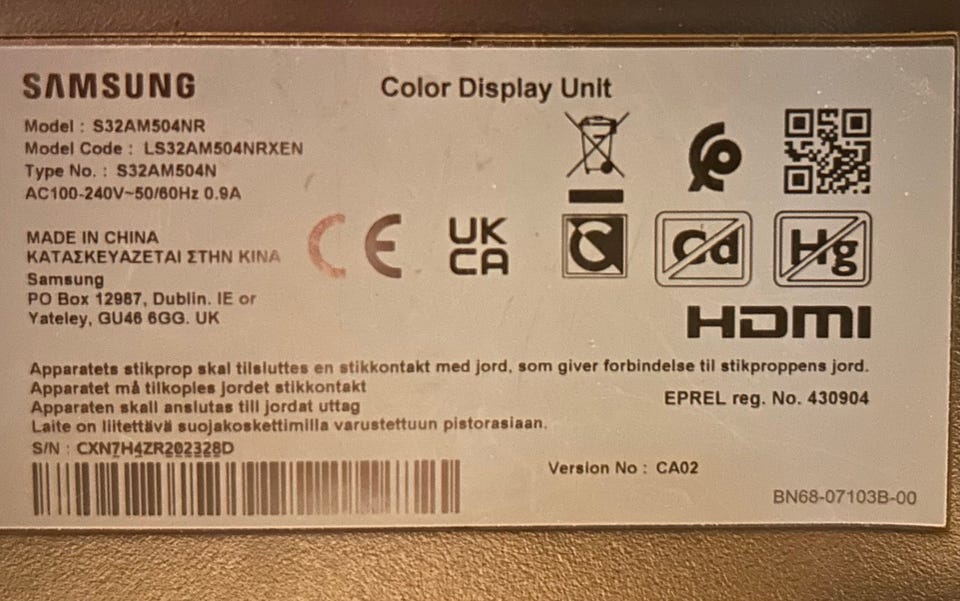 SAMSUNG
Color Display Unit
Model : S32AM504NR
Model Code : LS32AM504NRXEN
Type No. : S32AM504N
AC100-240V~50/60Hz 0.9A
MADE IN CHINA
ΚΑΤΑΣΚΕΥΑΖΕΤΑΙ ΣΤΗΝ ΚΙΝΑ
Samsung
PO Box 12987, Dublin. IE or
Yateley, GU46 6GG. UK
CE
UK
CA
Cd
Hg
HDMI
Apparatets stikprop skal tilsluttes en stikkontakt med jord, som giver forbindelse til stikproppens jord.
Apparatet må tilkoples jordet stikkontakt
Apparaten skall anslutas till jordat uttag
Laite on liitettävä suojakoskettimilla varustettuun pistorasiaan.
EPREL reg. No. 430904
S/N : CXN7H4ZR202328D
Version No : CA02
BN68-07103B-00